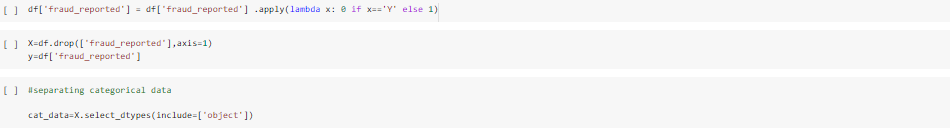 [ ] df['fraud_reported'] = df['fraud_reported'] .apply(lambda x: 0 if x=='Y' else 1)
[ ] X=df.drop(['fraud_reported'],axis=1)
y=df['fraud_reported']
[ ] #separating categorical data
cat_data=X.select_dtypes(include=['object'])